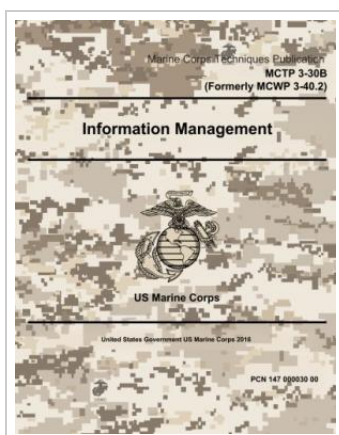 Marine Corps Techniques Publication
MCTP 3-30B
(Formerly MCWP 3-40.2)
Information Management
US Marine Corps
United States Government US Marine Corps 2016
PCN 147 000030 00